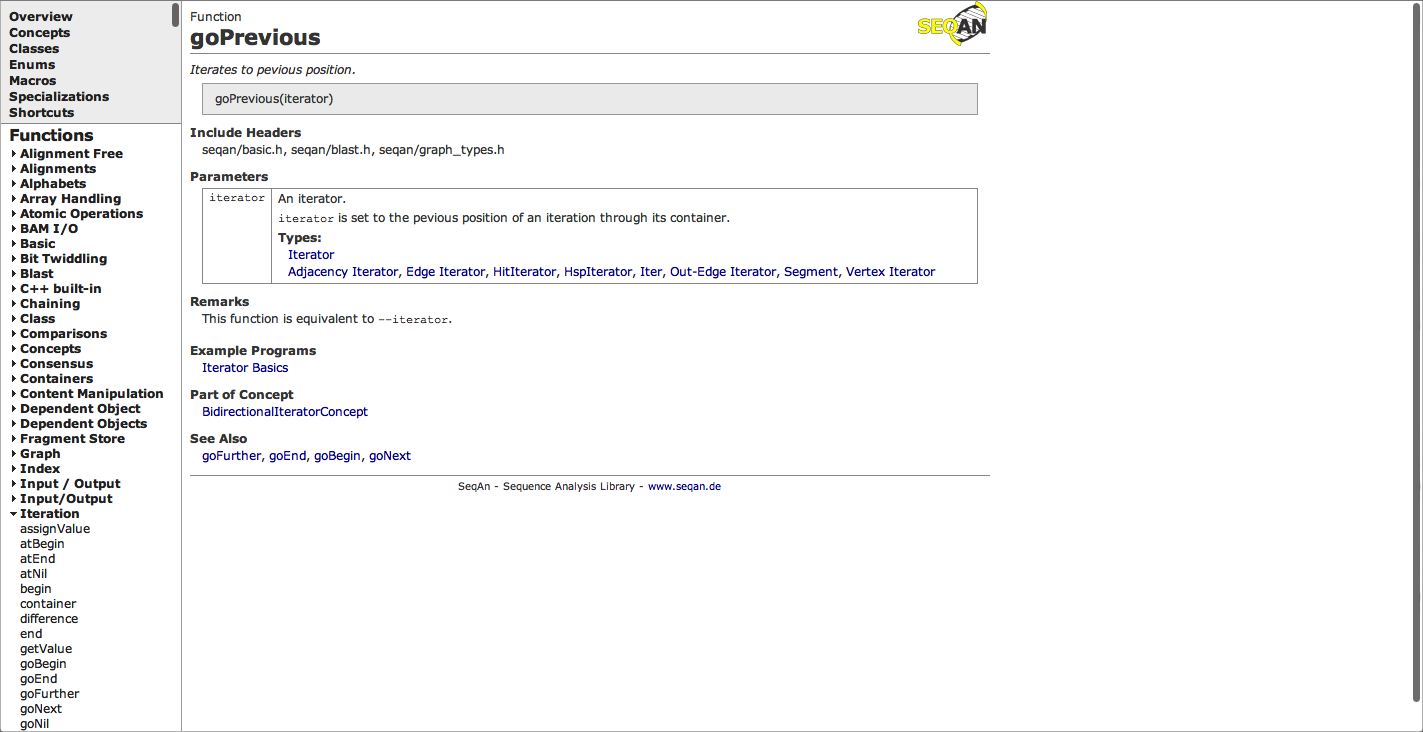 Overview
Concepts
Classes
Enums
Macros
Specializations
Shortcuts
Functions
Alignment Free
Alignments
Alphabets
Array Handling
Atomic Operations
BAM I/O
Basic
Bit Twiddling
Blast
C++ built-in
Chaining
Class
Comparisons
Concepts
Consensus
Containers
Content Manipulation
Dependent Object
Dependent Objects
Fragment Store
Graph
Index
Input / Output
Input/Output
Iteration
assignValue
atBegin
atEnd
atNil
begin
container
difference
end
getValue
goBegin
goEnd
goFurther
goNext
goNil
Function
goPrevious
SEQAN
Iterates to pevious position.
goPrevious(iterator)
Include Headers
seqan/basic.h, seqan/blast.h, seqan/graph_types.h
Parameters
iterator An iterator.
iterator is set to the pevious position of an iteration through its container.
Types:
Iterator
Adjacency Iterator, Edge Iterator, HitIterator, HspIterator, Iter, Out-Edge Iterator, Segment, Vertex Iterator
Remarks
This function is equivalent to --iterator.
Example Programs
Iterator Basics
Part of Concept
BidirectionalIteratorConcept
See Also
goFurther, goEnd, goBegin, goNext
SeqAn - Sequence Analysis Library - www.seqan.de